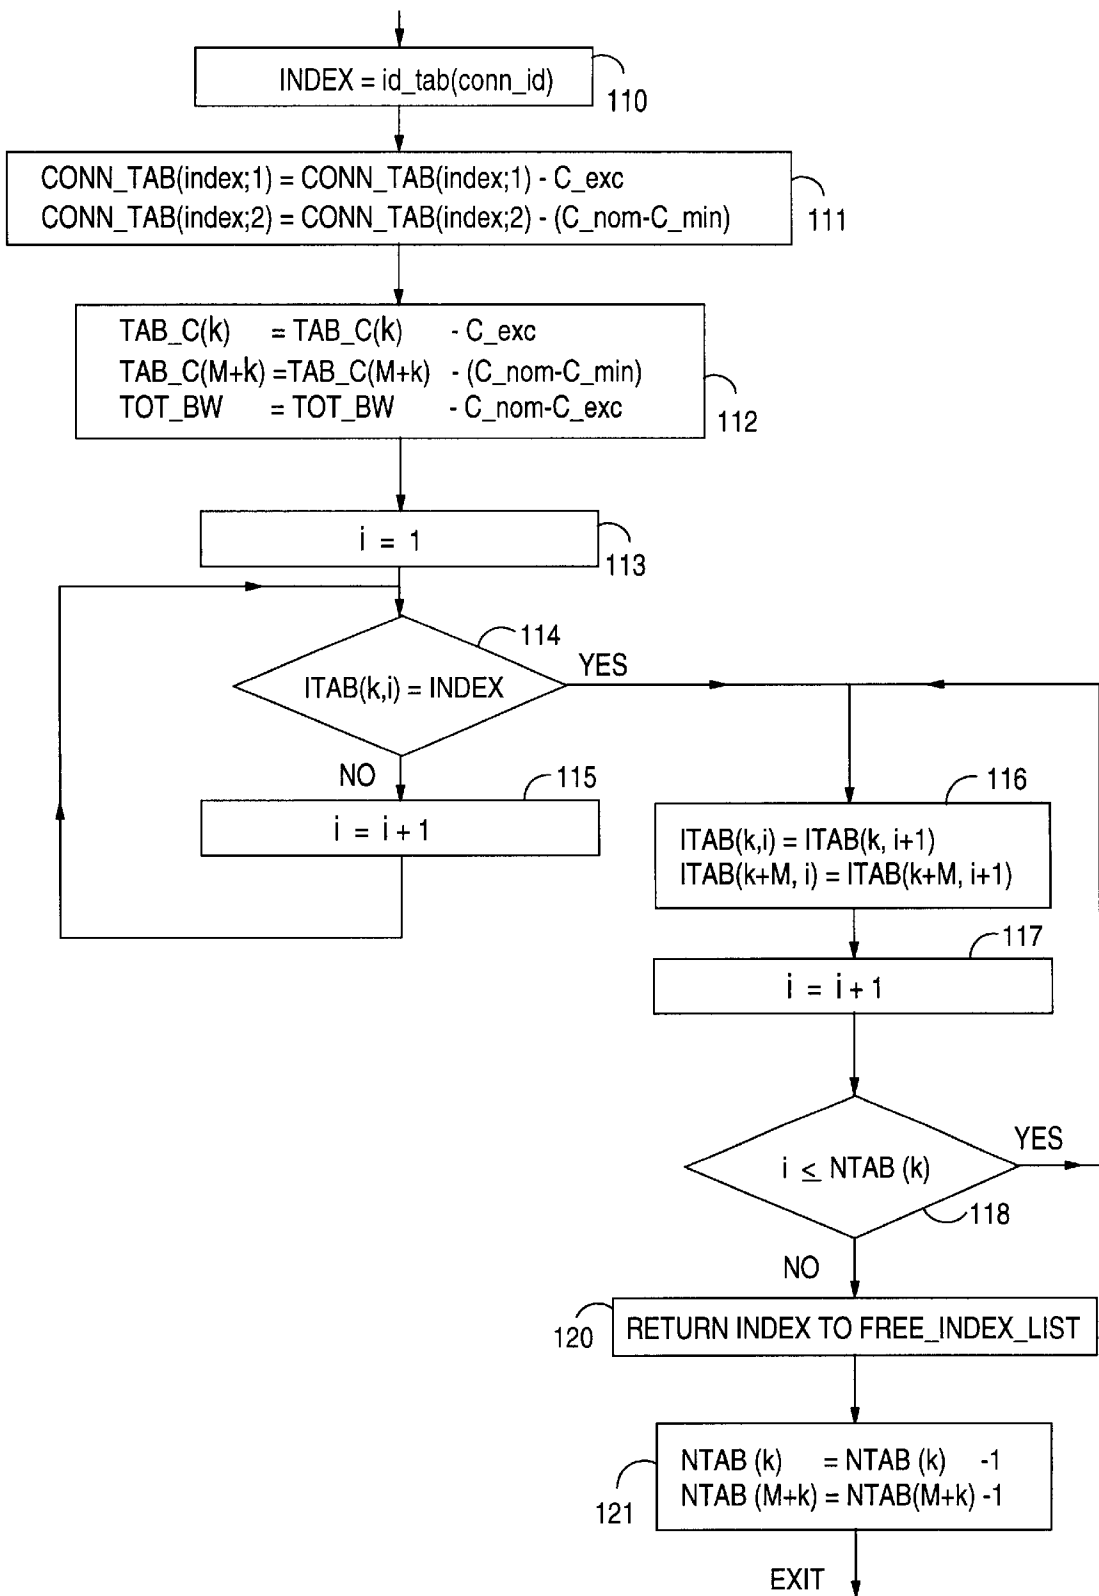 INDEX = id_tab(conn_id)
110
CONN_TAB(index;1) = CONN_TAB(index;1) - C_exc
CONN_TAB(index;2) = CONN_TAB(index;2) - (C_nom-C_min)
111
TAB_C(k) = TAB_C(k) - C_exc
TAB_C(M+k) =TAB_C(M+k) - (C_nom-C_min)
TOT_BW = TOT_BW - C_nom-C_exc
112
i = 1
113
114
ITAB(k,i) = INDEX
YES
NO
115
i = i + 1
116
ITAB(k,i) = ITAB(k, i+1)
ITAB(k+M, i) = ITAB(k+M, i+1)
117
i = i + 1
i ≤ NTAB (k)
YES
118
NO
120
RETURN INDEX TO FREE_INDEX_LIST
NTAB (k) = NTAB (k) -1
NTAB (M+k) = NTAB(M+k) -1
121
EXIT